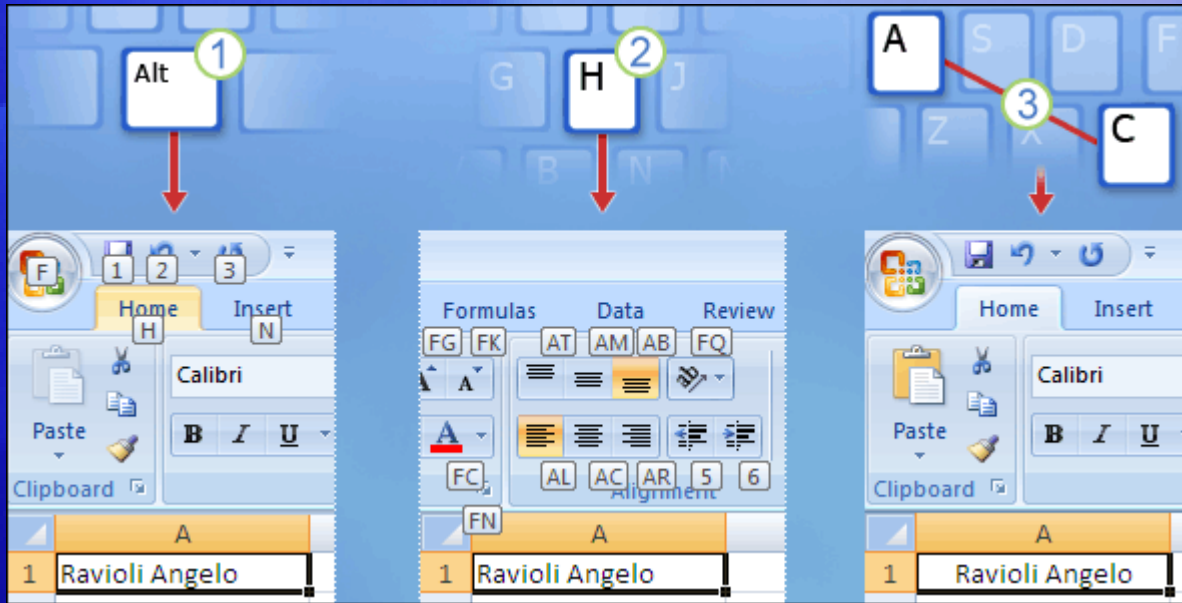 Alt 1
G H J 2
B N N
A S D F
3
Z X C
F 1 2 3
Home Insert
H N
Calibri
Paste B I U
Clipboard
A
1 Ravioli Angelo
Formulas Data Review
FG FK AT AM AB FQ
A A ab
A
FC AL AC AR 5 6
Alignment
FN
A
1 Ravioli Angelo
Home Insert
Calibri
Paste B I U
Clipboard
A
1 Ravioli Angelo